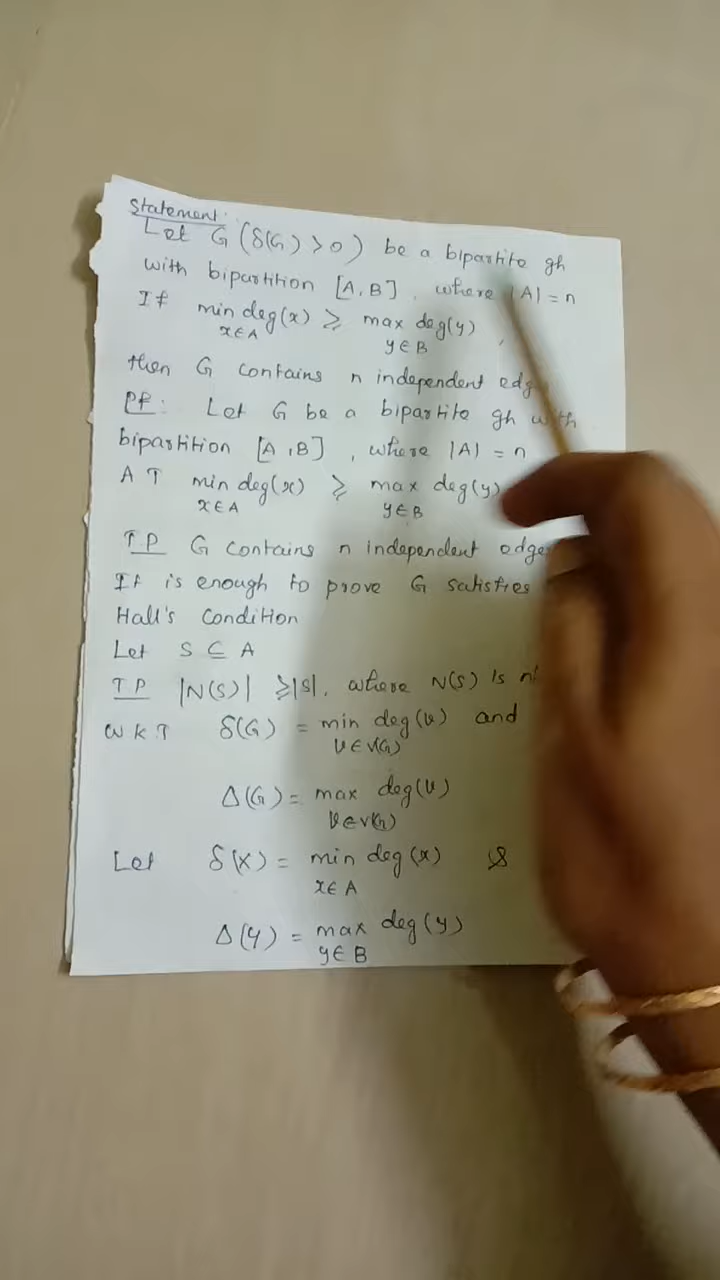 Statement:
Let G (δ(G) > 0) be a bipartite gh
with bipartition [A, B], where |A| = n
If min deg(x) ≥ max deg(y),
x∈A y∈B
then G contains n independent
Pf: Let G be a bipartite gh with
bipartition [A, B], where |A| = n
A T min deg(x) ≥ max deg(y)
x∈A y∈B
T P G contains n independent
It is enough to prove G satisfies
Hall's Condition
Let S ⊆ A
T P |N(S)| ≥ |S|, where N(S) is
W K T δ(G) = min deg(v) and
v∈V(G)
Δ(G) = max deg(v)
v∈V(G)
Let δ(X) = min deg(x) &
x∈A
Δ(Y) = max deg(y)
y∈B